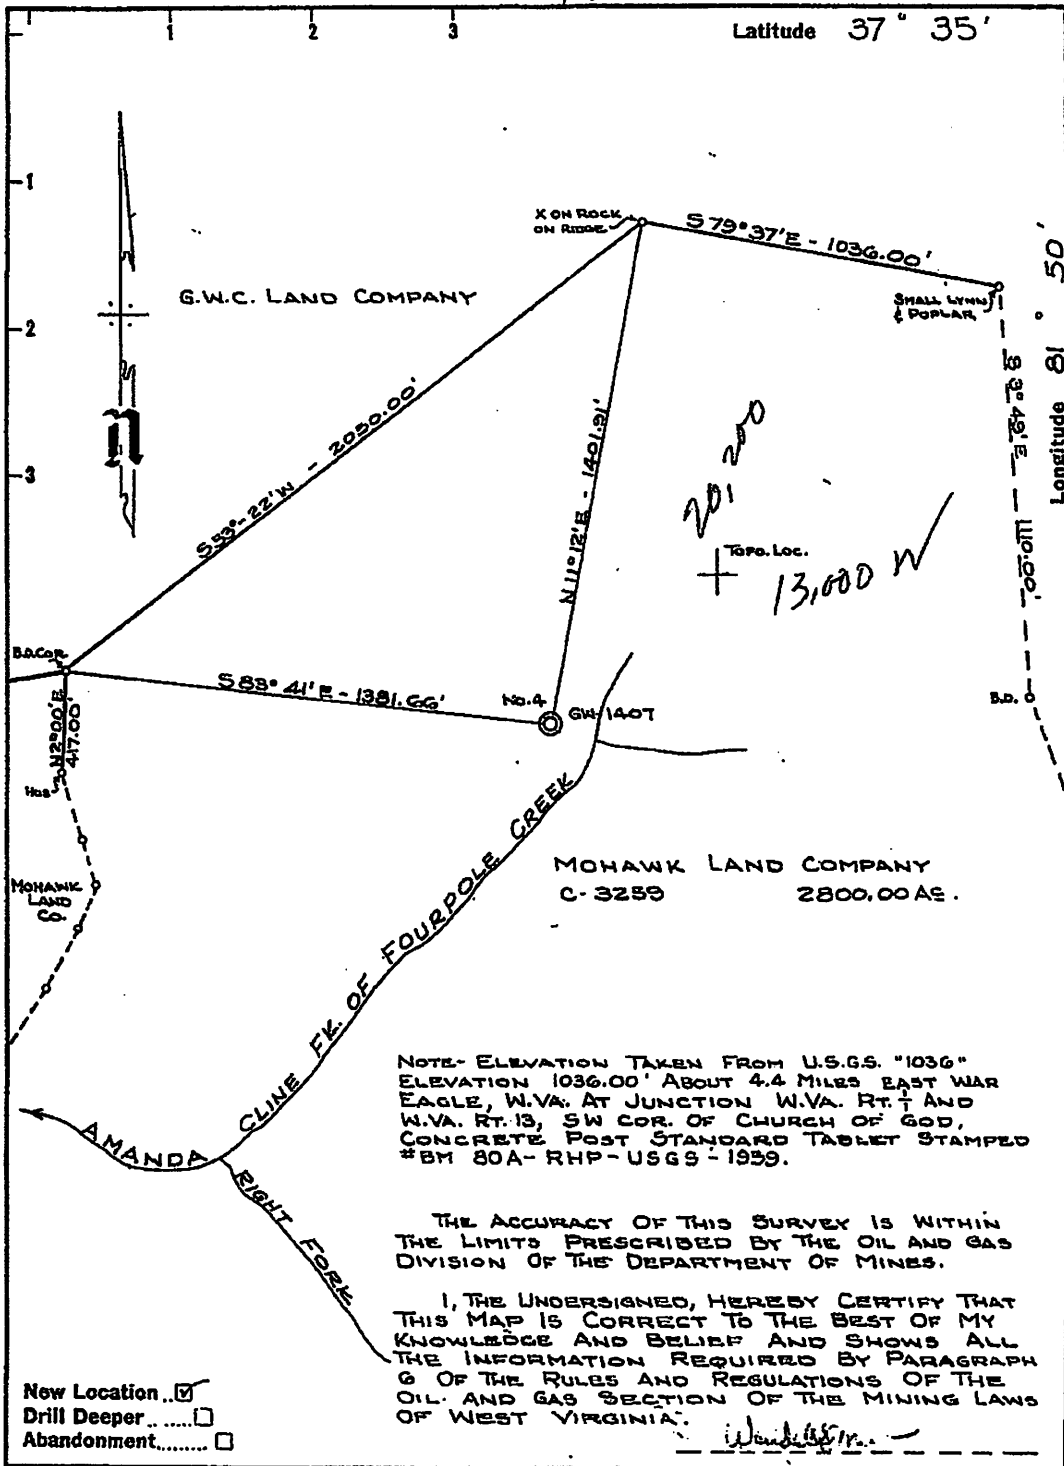 1 2 3
Latitude 37° 35'
1
2
3
Longitude 81° 50'
X ON ROCK
ON RIDGE
S 79° 37' E - 1036.00'
SMALL LYNN
& POPLAR
G.W.C. LAND COMPANY
S 3° 49' E 1110.00'
S 53° - 22' W - 2050.00'
N 11° 12' E - 1401.91'
201 200
TOPO. LOC.
13,000 W
B.D. COR.
S 83° 41' E - 1381.66'
NO. 4
GW-1407
B.D.
N 2° 00' E
417.00'
HUB
MOHAWK
LAND
CO.
MOHAWK LAND COMPANY
C-3259 2800.00 AC.
CLINE FK. OF FOURPOLE CREEK
AMANDA
RIGHT FORK
NOTE- ELEVATION TAKEN FROM U.S.G.S. "1036"
ELEVATION 1036.00' ABOUT 4.4 MILES EAST WAR
EAGLE, W.VA. AT JUNCTION W.VA. RT. 1 AND
W.VA. RT. 13, SW COR. OF CHURCH OF GOD,
CONCRETE POST STANDARD TABLET STAMPED
#BM 80A-RHP-USGS-1939.
THE ACCURACY OF THIS SURVEY IS WITHIN
THE LIMITS PRESCRIBED BY THE OIL AND GAS
DIVISION OF THE DEPARTMENT OF MINES.
I, THE UNDERSIGNED, HEREBY CERTIFY THAT
THIS MAP IS CORRECT TO THE BEST OF MY
KNOWLEDGE AND BELIEF AND SHOWS ALL
THE INFORMATION REQUIRED BY PARAGRAPH
6 OF THE RULES AND REGULATIONS OF THE
OIL AND GAS SECTION OF THE MINING LAWS
OF WEST VIRGINIA.
New Location ..
Drill Deeper ......
Abandonment.........